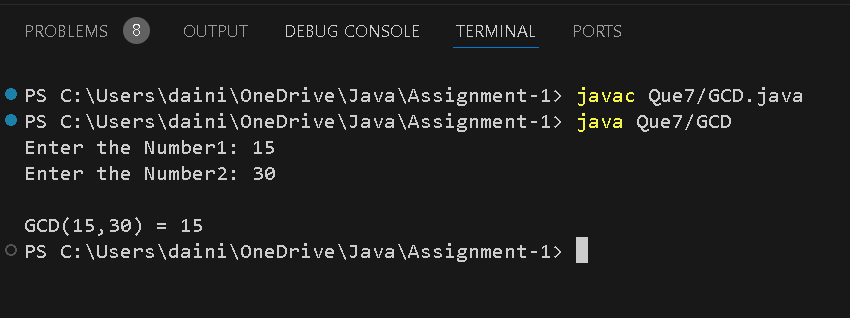 PROBLEMS 8 OUTPUT DEBUG CONSOLE TERMINAL PORTS
PS C:\Users\daini\OneDrive\Java\Assignment-1> javac Que7/GCD.java
PS C:\Users\daini\OneDrive\Java\Assignment-1> java Que7/GCD
Enter the Number1: 15
Enter the Number2: 30
GCD(15,30) = 15
PS C:\Users\daini\OneDrive\Java\Assignment-1>